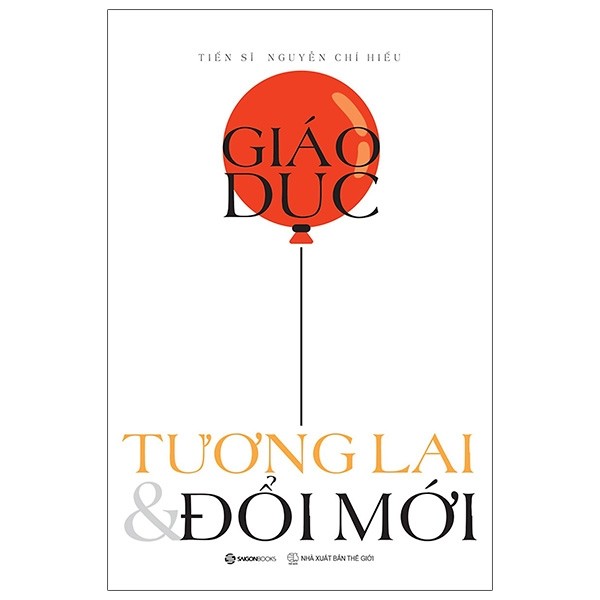 TIẾN SĨ NGUYỄN CHÍ HIẾU
GIÁO
DỤC
TƯƠNG LAI
& ĐỔI MỚI
SAIGONBOOKS NHÀ XUẤT BẢN THẾ GIỚI